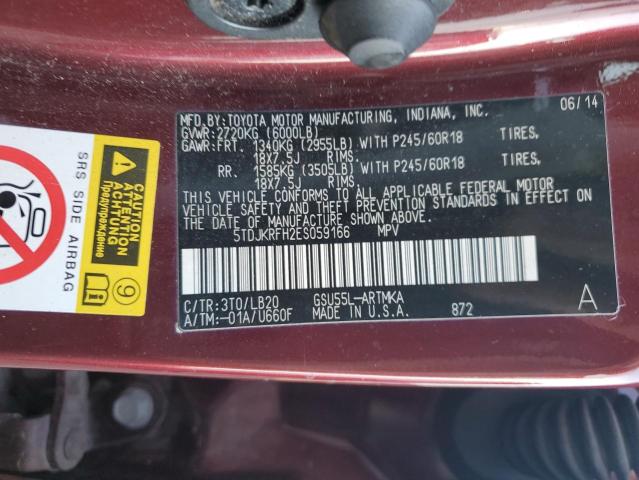 MFD.BY:TOYOTA MOTOR MANUFACTURING, INDIANA, INC. 06/14
GVWR:2720KG (6000LB)
GAWR:FRT. 1340KG (2955LB) WITH P245/60R18 TIRES,
18X7.5J RIMS.
RR. 1585KG (3505LB) WITH P245/60R18 TIRES,
18X7.5J RIMS.
THIS VEHICLE CONFORMS TO ALL APPLICABLE FEDERAL MOTOR
VEHICLE SAFETY AND THEFT PREVENTION STANDARDS IN EFFECT ON
THE DATE OF MANUFACTURE SHOWN ABOVE.
5TDJKRFH2ES059166 MPV
C/TR:3T0/LB20 GSU55L-ARTMKA
A/TM:-01A/U660F MADE IN U.S.A. 872 A
SRS SIDE AIRBAG
ATTENTION
ATTENTION
Предупреждение
9